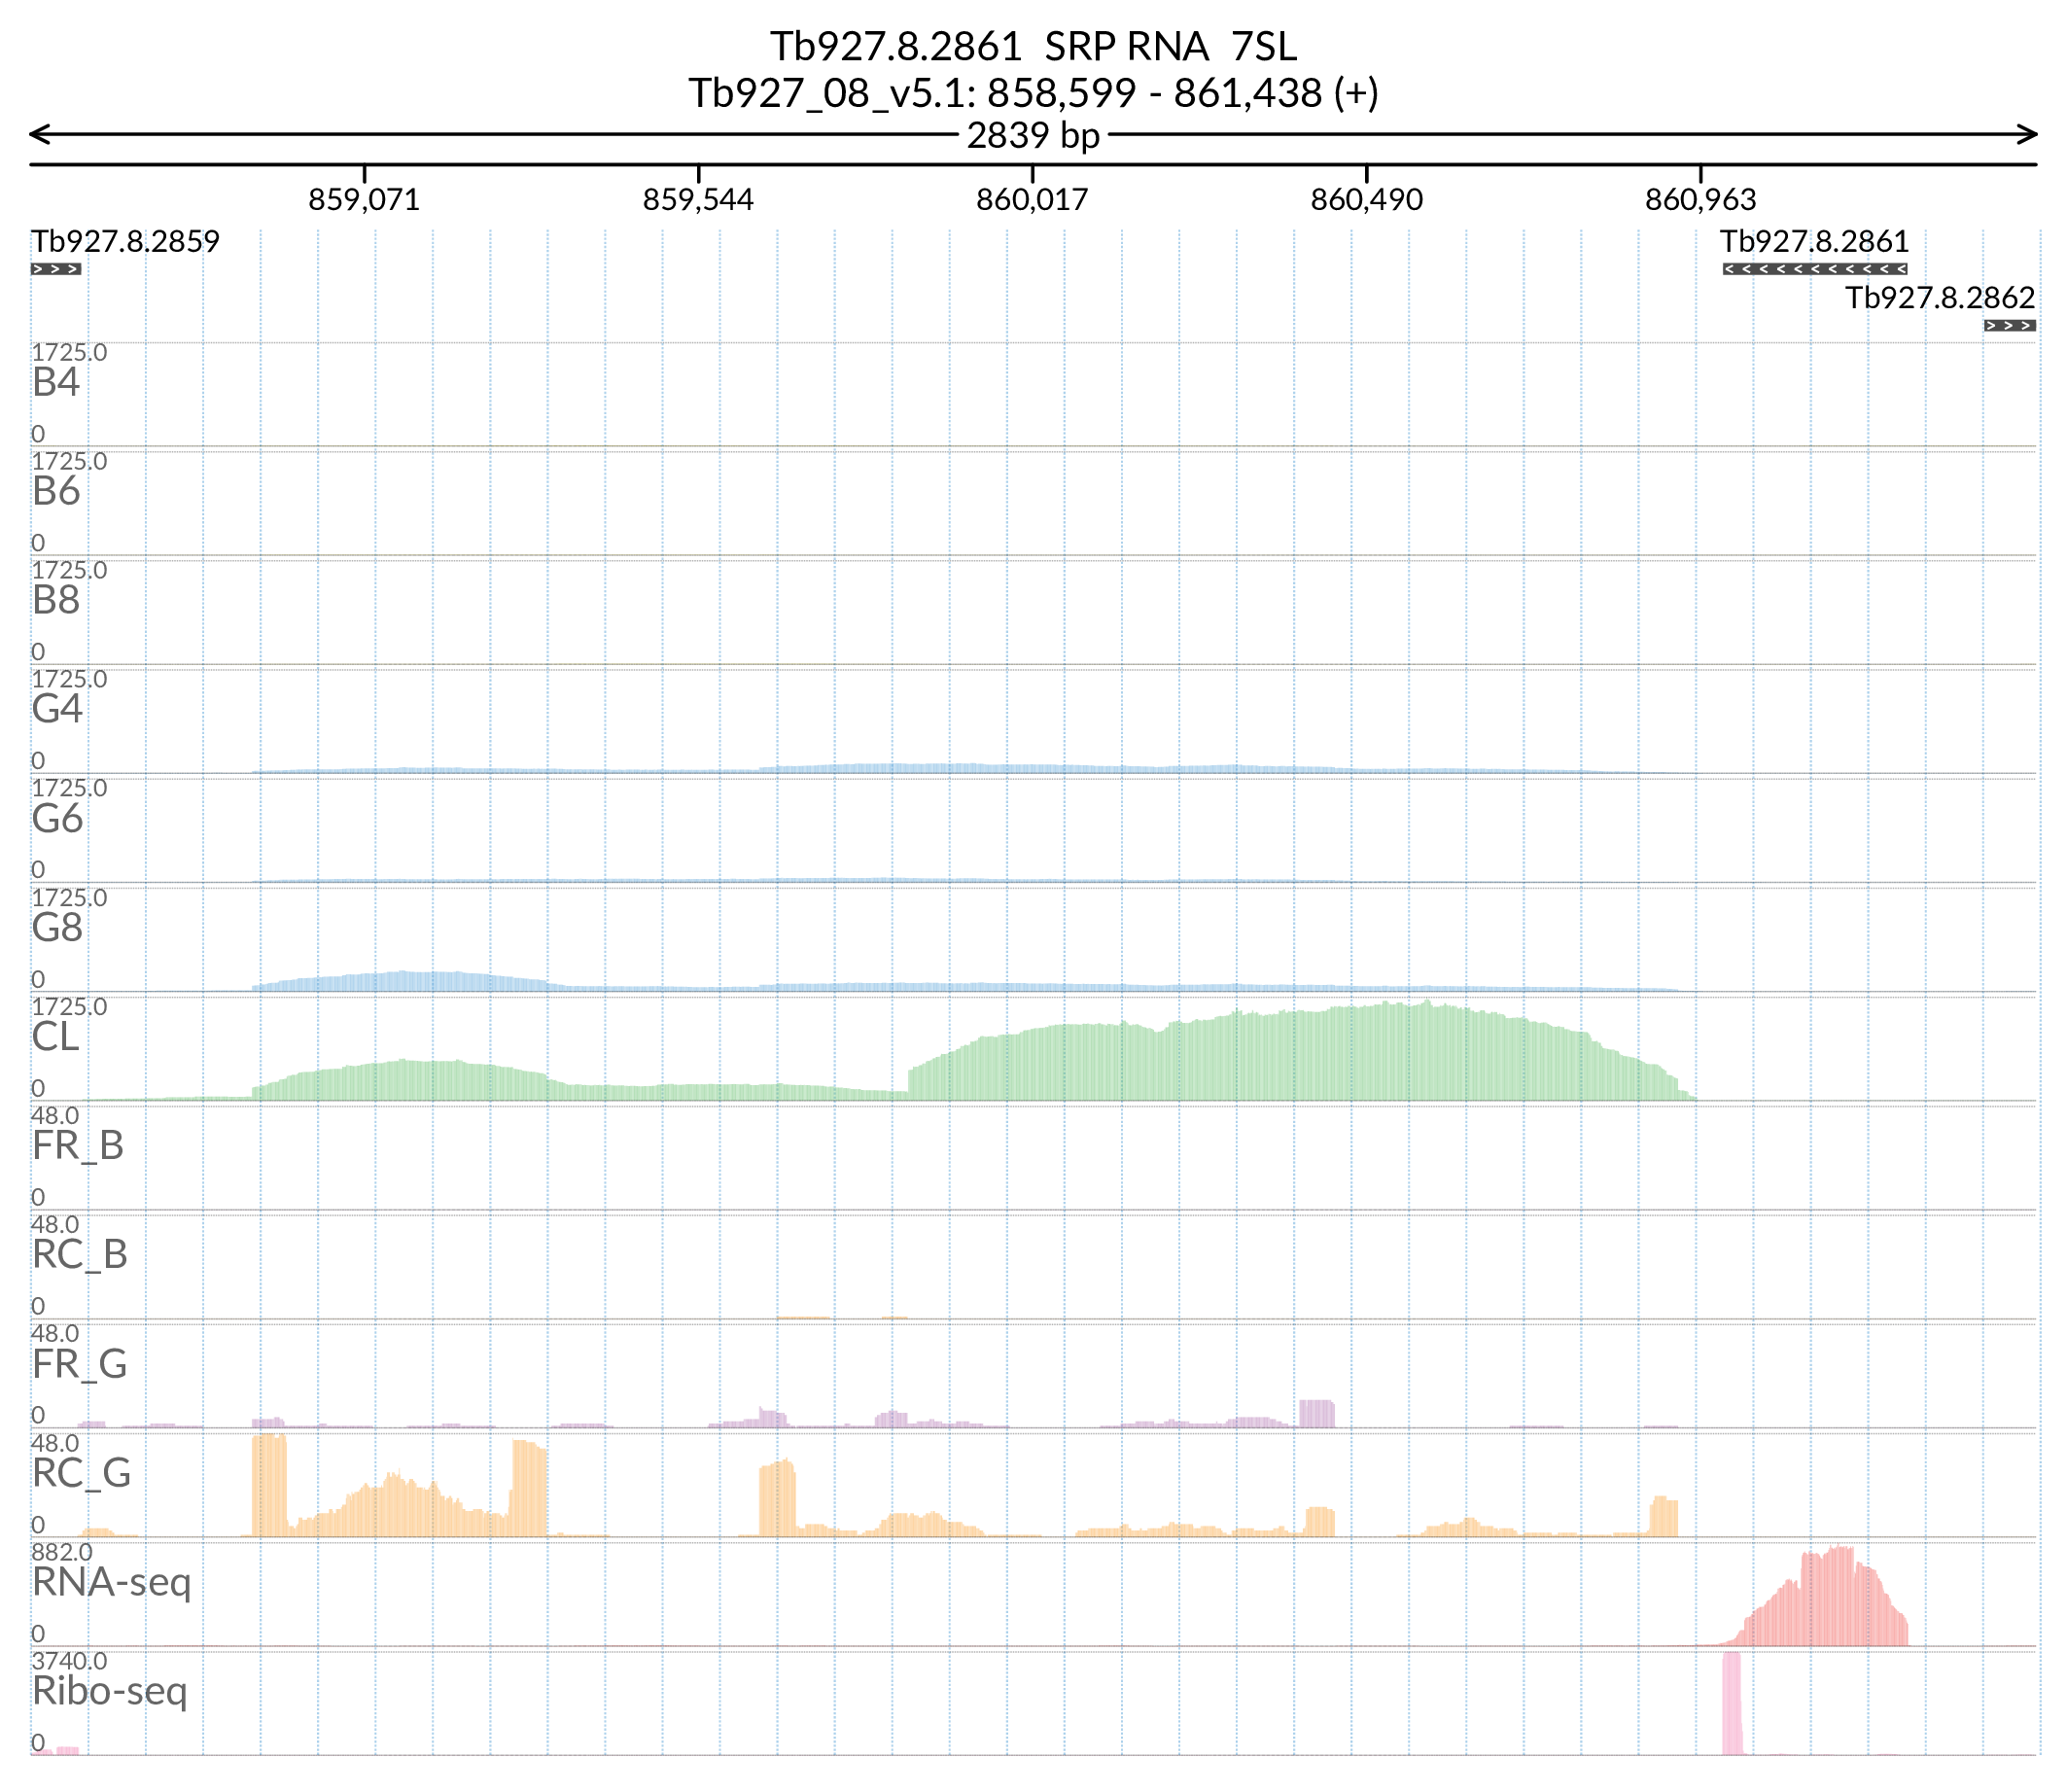 Tb927.8.2861 SRP RNA 7SL
Tb927_08_v5.1: 858,599 - 861,438 (+)
2839 bp
859,071 859,544 860,017 860,490 860,963
Tb927.8.2859 Tb927.8.2861
Tb927.8.2862
1725.0
B4
0
1725.0
B6
0
1725.0
B8
0
1725.0
G4
0
1725.0
G6
0
1725.0
G8
0
1725.0
CL
0
48.0
FR_B
0
48.0
RC_B
0
48.0
FR_G
0
48.0
RC_G
0
882.0
RNA-seq
0
3740.0
Ribo-seq
0